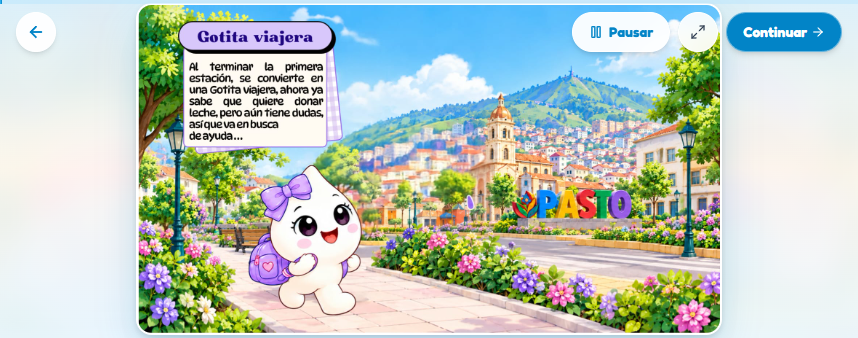 Gotita viajera
Pausar
Continuar
Al terminar la primera
estación, se convierte en
una Gotita viajera, ahora ya
sabe que quiere donar
leche, pero aún tiene dudas,
así que va en busca
de ayuda...
PASTO